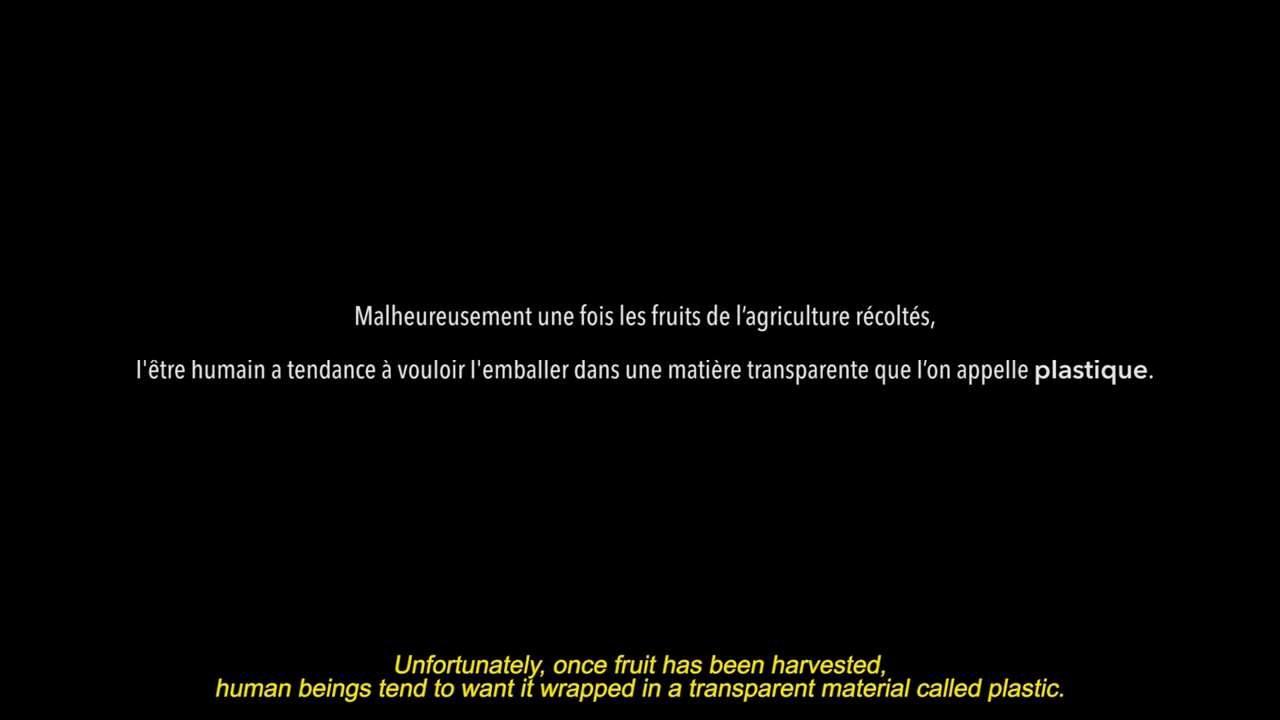 Malheureusement une fois les fruits de l’agriculture récoltés,
l'être humain a tendance à vouloir l'emballer dans une matière transparente que l’on appelle plastique.
Unfortunately, once fruit has been harvested,
human beings tend to want it wrapped in a transparent material called plastic.